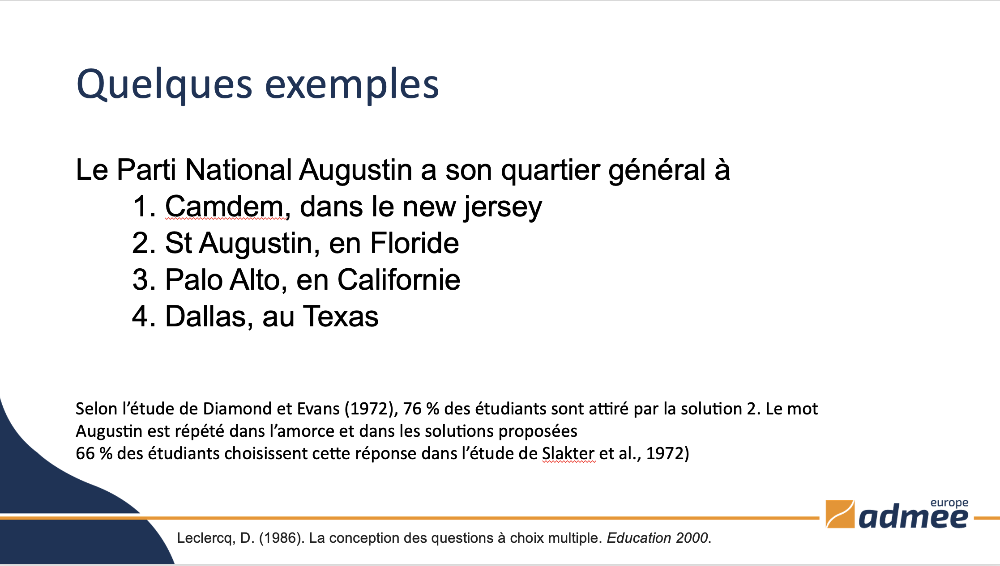 Quelques exemples
Le Parti National Augustin a son quartier général à
1. Camdem, dans le new jersey
2. St Augustin, en Floride
3. Palo Alto, en Californie
4. Dallas, au Texas
Selon l’étude de Diamond et Evans (1972), 76 % des étudiants sont attiré par la solution 2. Le mot
Augustin est répété dans l’amorce et dans les solutions proposées
66 % des étudiants choisissent cette réponse dans l’étude de Slakter et al., 1972)
europe
admee
Leclercq, D. (1986). La conception des questions à choix multiple. Education 2000.